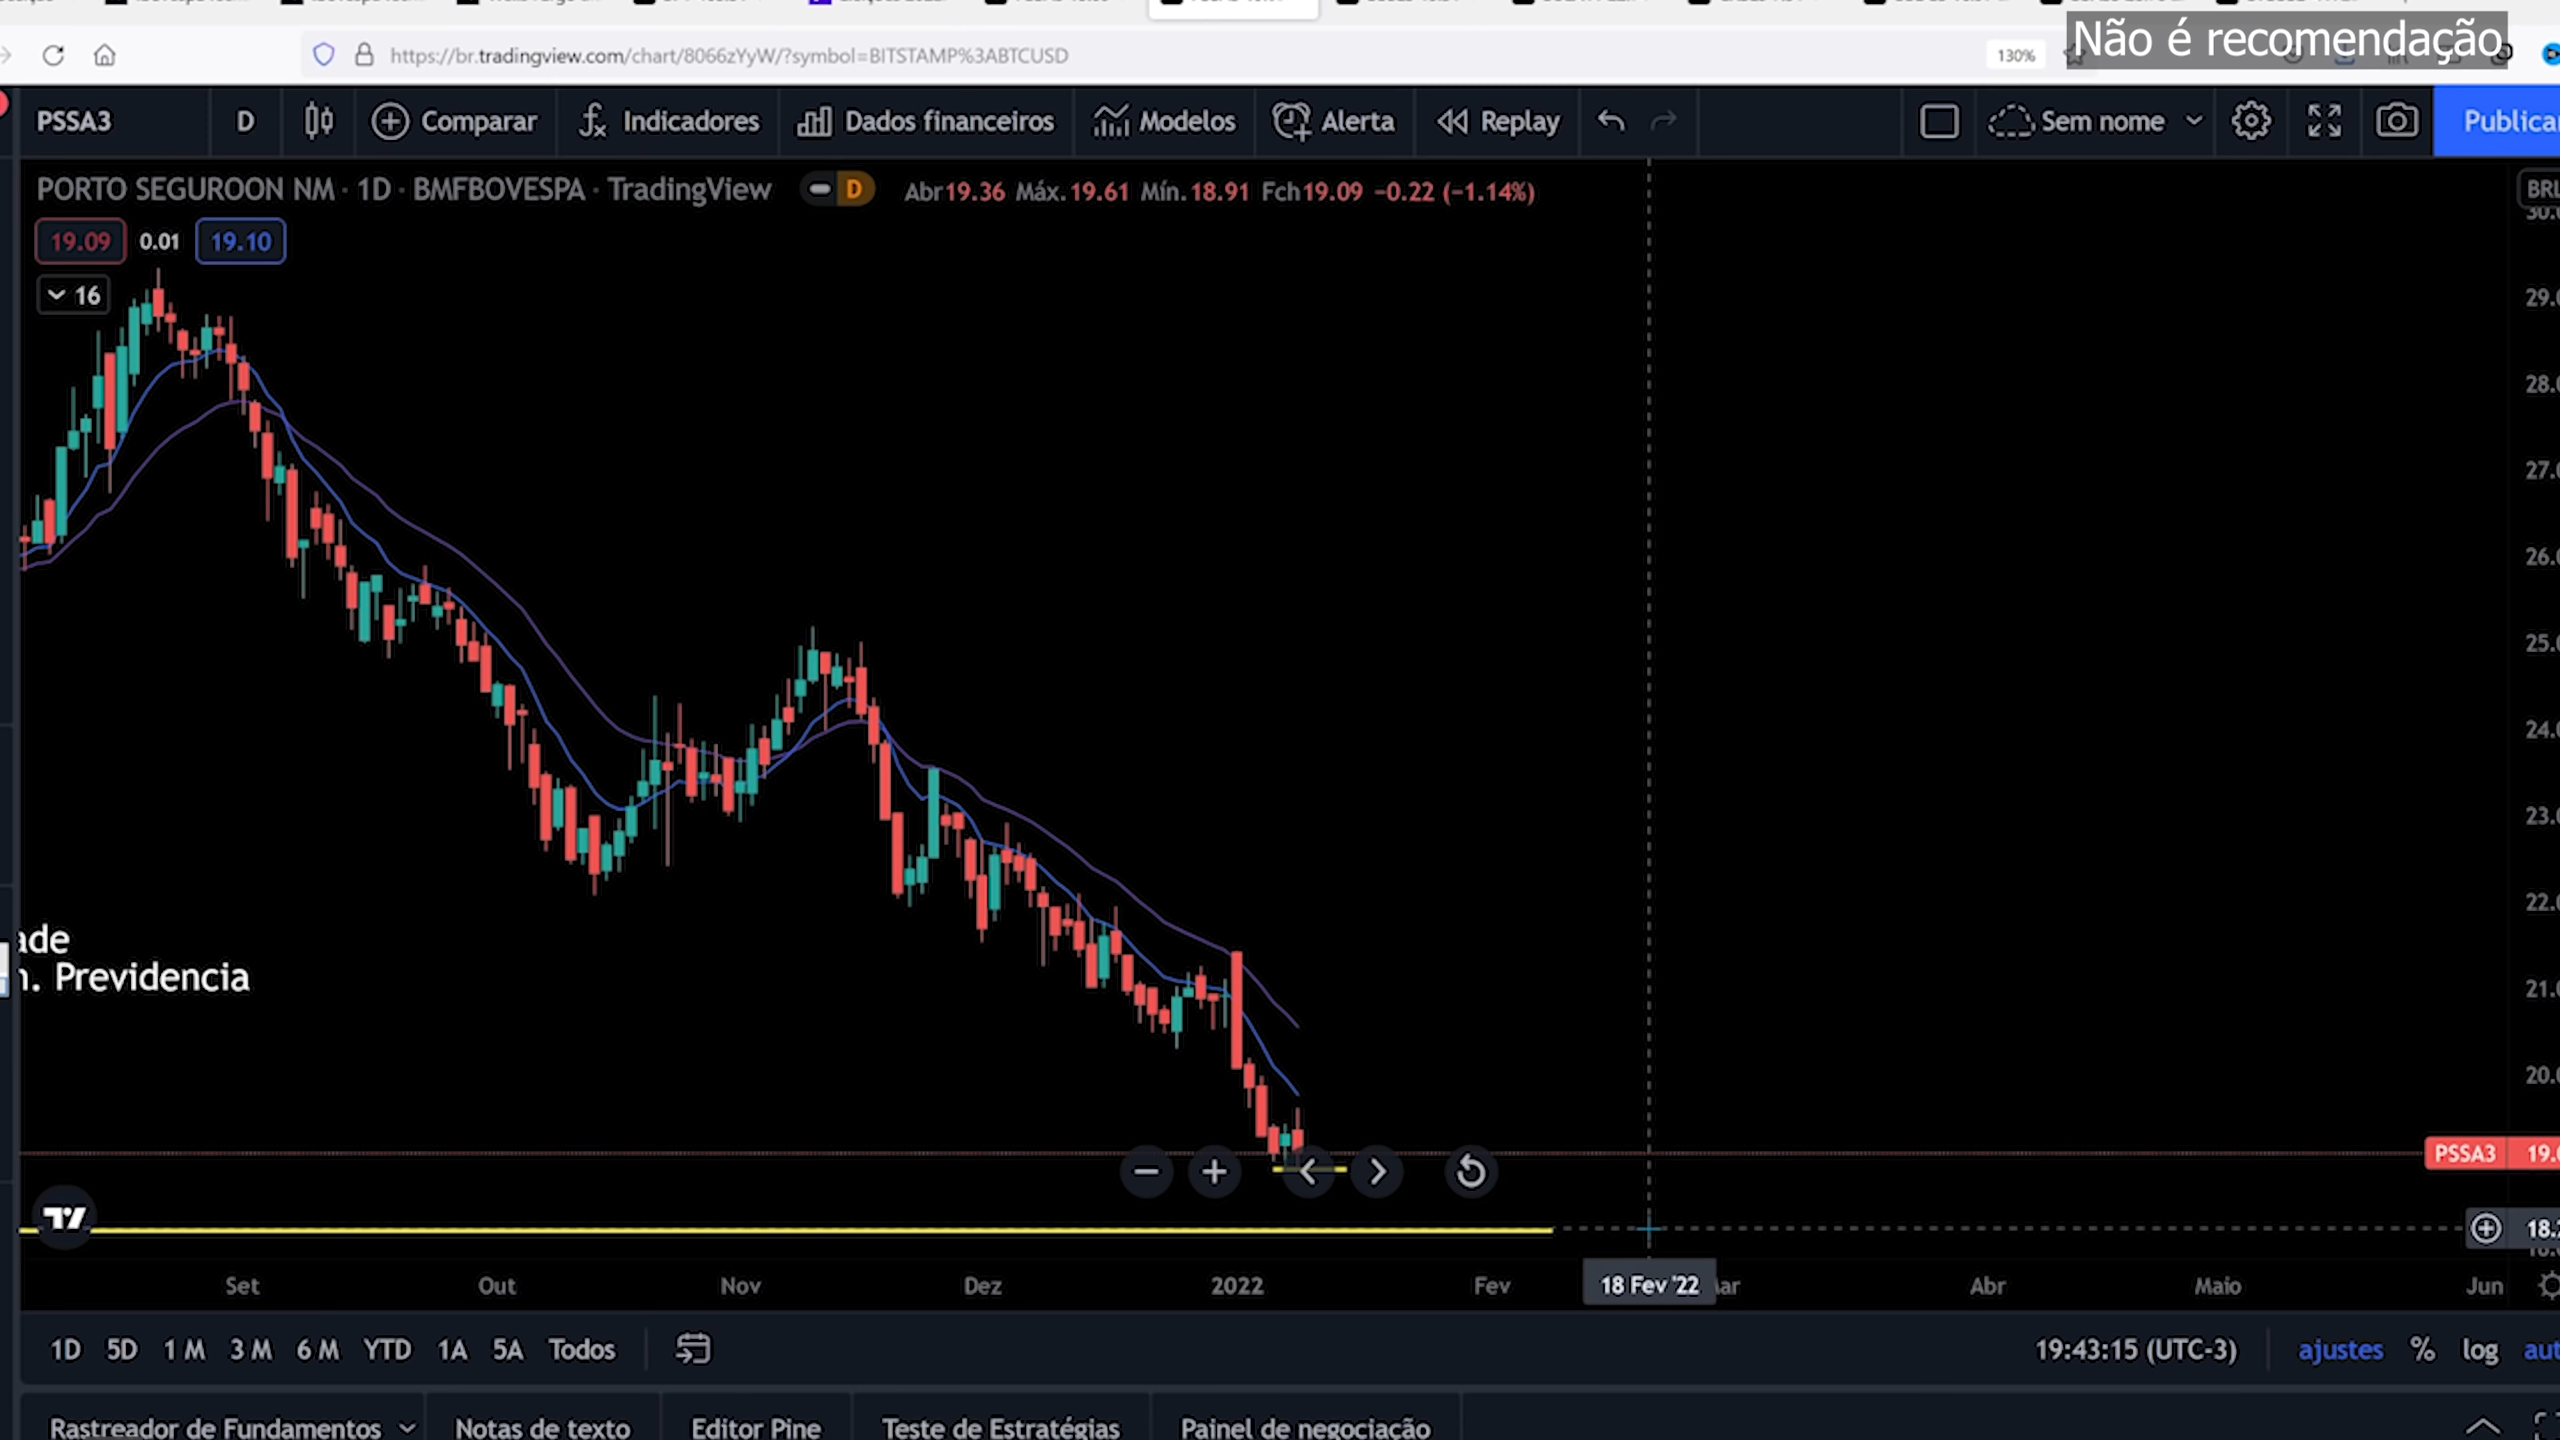 Não é recomendação
https://br.tradingview.com/chart/8066zYyW/?symbol=BITSTAMP%3ABTCUSD
130%
PSSA3 D Comparar Indicadores Dados financeiros Modelos Alerta Replay Sem nome
PORTO SEGUROON NM · 1D · BMFBOVESPA · TradingView D Abr19.36 Máx.19.61 Mín.18.91 Fch19.09 −0.22 (−1.14%)
BRL
19.09 0.01 19.10
16
n. Previdencia
PSSA3
Set Out Nov Dez 2022 Fev 18 Fev '22 Abr Maio Jun
1D 5D 1 M 3 M 6 M YTD 1A 5A Todos 19:43:15 (UTC-3) ajustes % log
Rastreador de Fundamentos Notas de texto Editor Pine Teste de Estratégias Painel de negociação